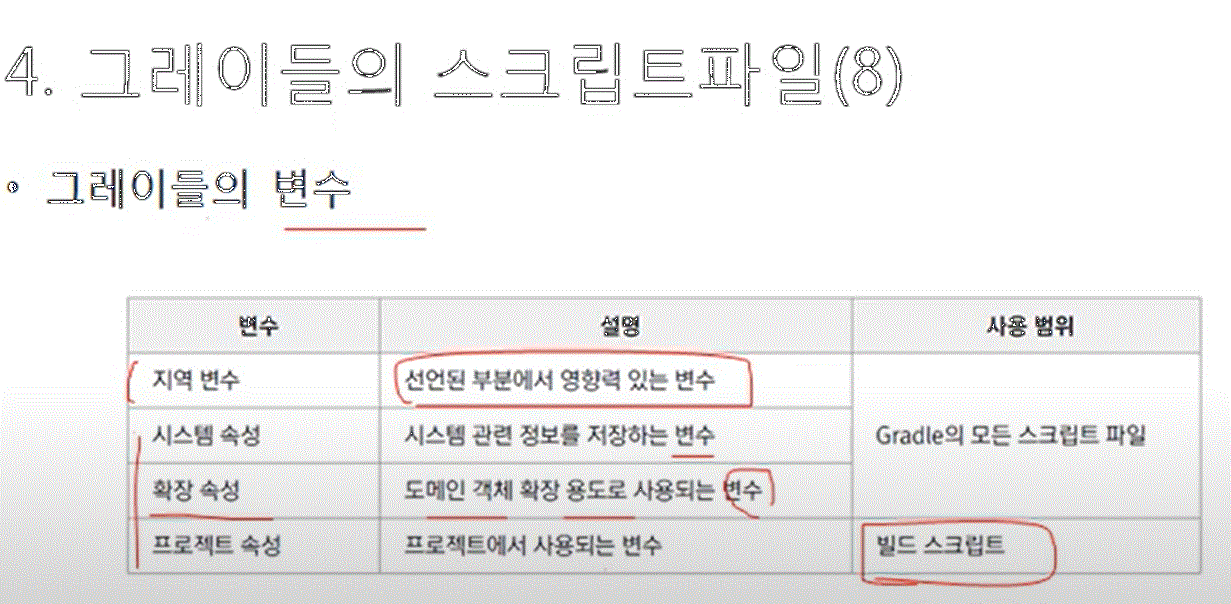 4. 그레이들의 스크립트파일(8)
• 그레이들의 변수
변수 설명 사용 범위
지역 변수 선언된 부분에서 영향력 있는 변수
시스템 속성 시스템 관련 정보를 저장하는 변수 Gradle의 모든 스크립트 파일
확장 속성 도메인 객체 확장 용도로 사용되는 변수
프로젝트 속성 프로젝트에서 사용되는 변수 빌드 스크립트